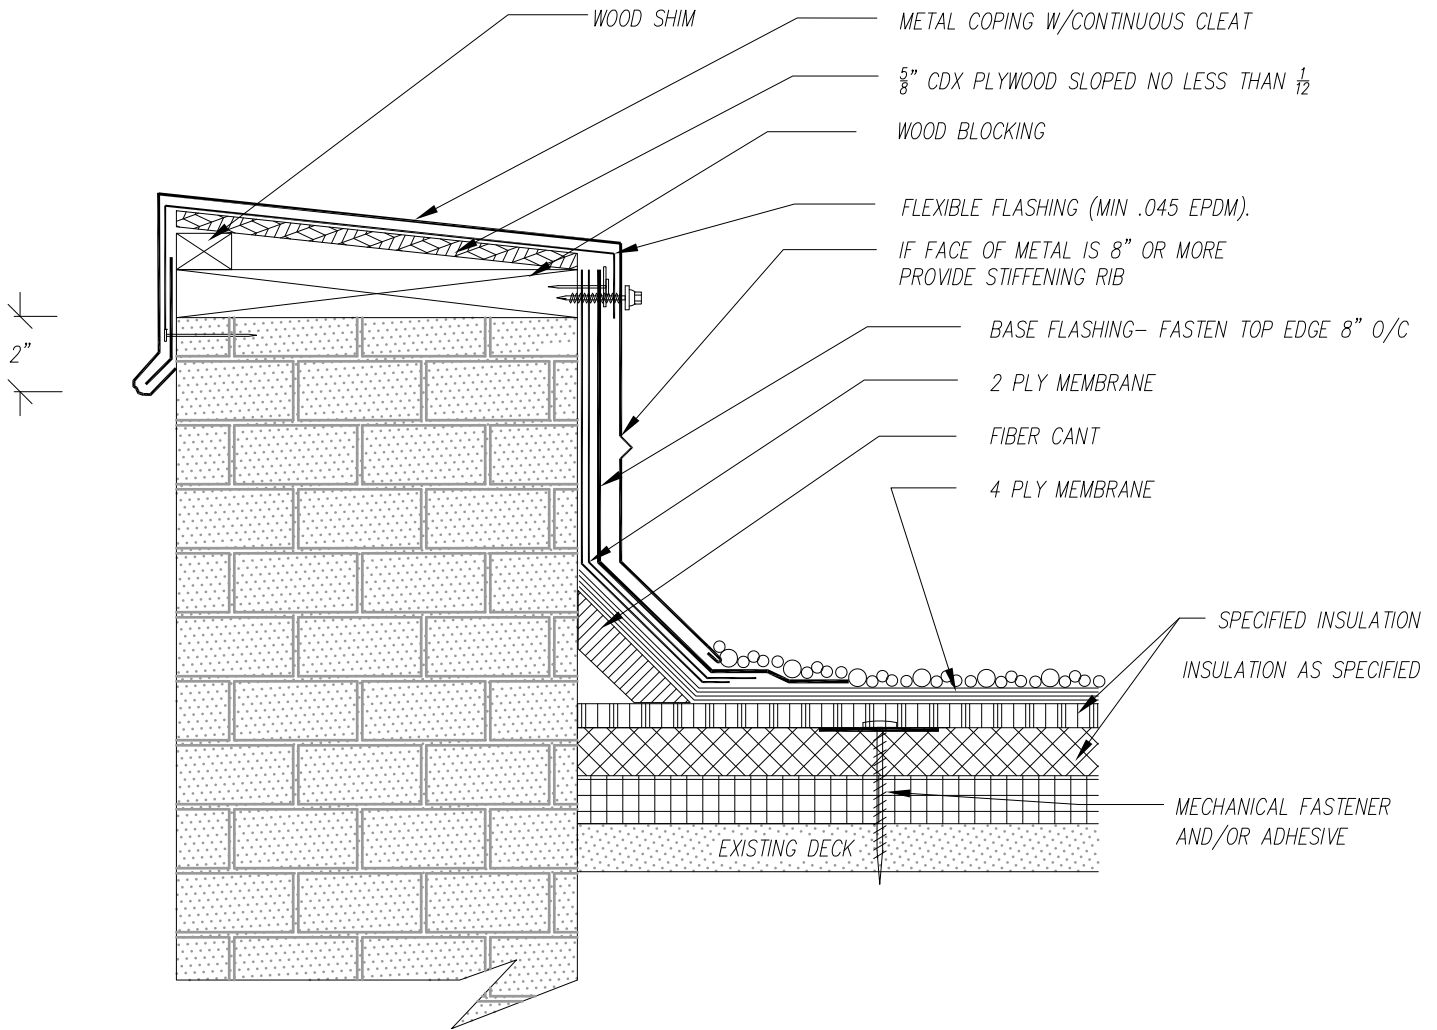 WOOD SHIM
METAL COPING W/CONTINUOUS CLEAT
5/8" CDX PLYWOOD SLOPED NO LESS THAN 1/12
WOOD BLOCKING
FLEXIBLE FLASHING (MIN .045 EPDM).
IF FACE OF METAL IS 8" OR MORE
PROVIDE STIFFENING RIB
2"
BASE FLASHING- FASTEN TOP EDGE 8" O/C
2 PLY MEMBRANE
FIBER CANT
4 PLY MEMBRANE
SPECIFIED INSULATION
INSULATION AS SPECIFIED
MECHANICAL FASTENER
AND/OR ADHESIVE
EXISTING DECK